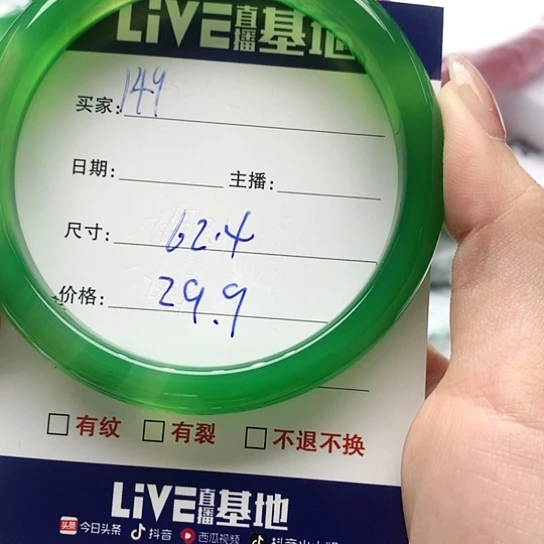 LiVE直播基地
买家: 149
日期: 主播:
尺寸: 62.4
价格: 29.9
有纹 有裂 不退不换
LiVE直播基地
今日头条 抖音 西瓜视频